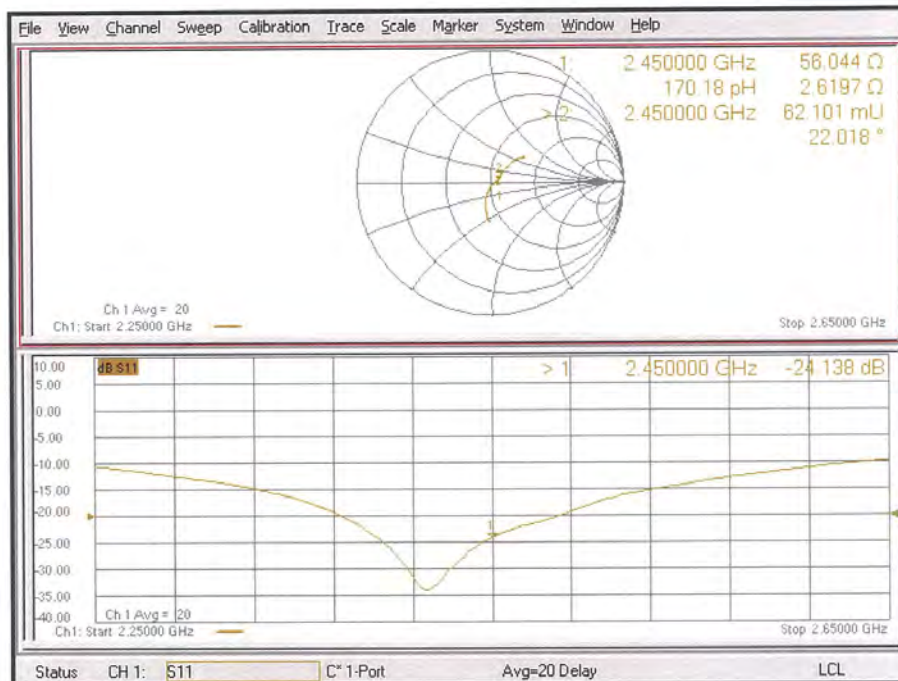 File View Channel Sweep Calibration Trace Scale Marker System Window Help
1: 2.450000 GHz 56.044 Ω
170.18 pH 2.6197 Ω
> 2: 2.450000 GHz 62.101 mU
22.018 °
2
1
Ch 1 Avg = 20
Ch1: Start 2.25000 GHz
Stop 2.65000 GHz
10.00
dB S11
> 1: 2.450000 GHz -24.138 dB
5.00
0.00
-5.00
-10.00
-15.00
-20.00
1
-25.00
-30.00
-35.00
-40.00
Ch 1 Avg = 20
Ch1: Start 2.25000 GHz
Stop 2.65000 GHz
Status CH 1: S11 C* 1-Port Avg=20 Delay LCL